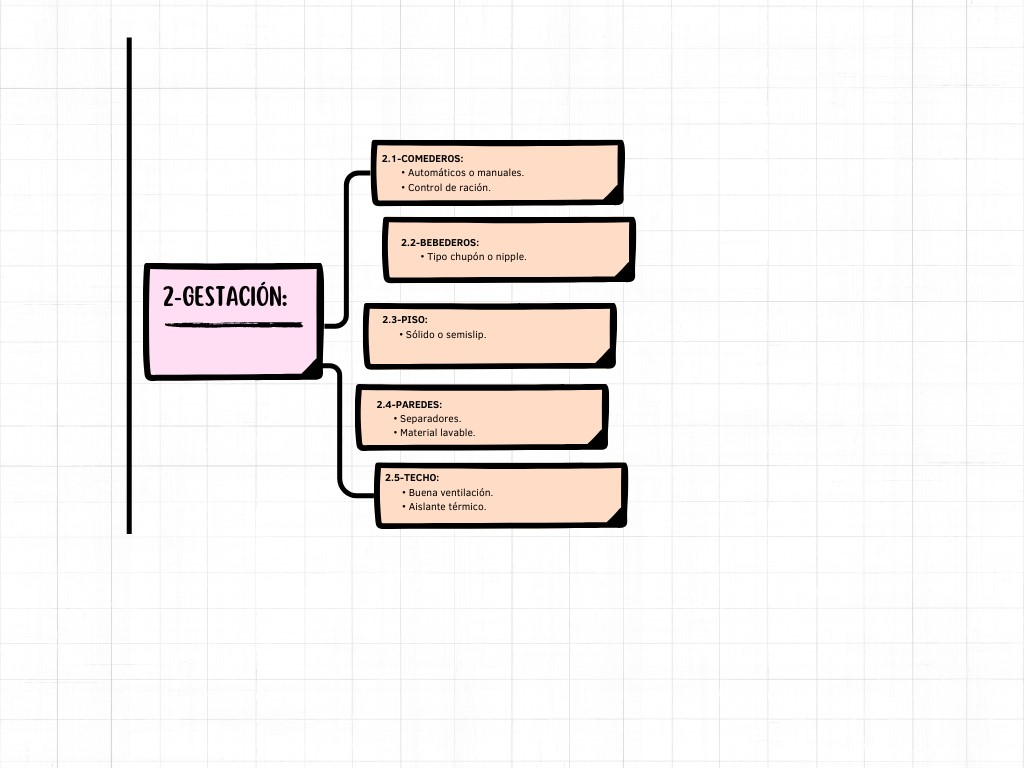 2-GESTACIÓN:
2.1-COMEDEROS:
• Automáticos o manuales.
• Control de ración.
2.2-BEBEDEROS:
• Tipo chupón o nipple.
2.3-PISO:
• Sólido o semislip.
2.4-PAREDES:
• Separadores.
• Material lavable.
2.5-TECHO:
• Buena ventilación.
• Aislante térmico.